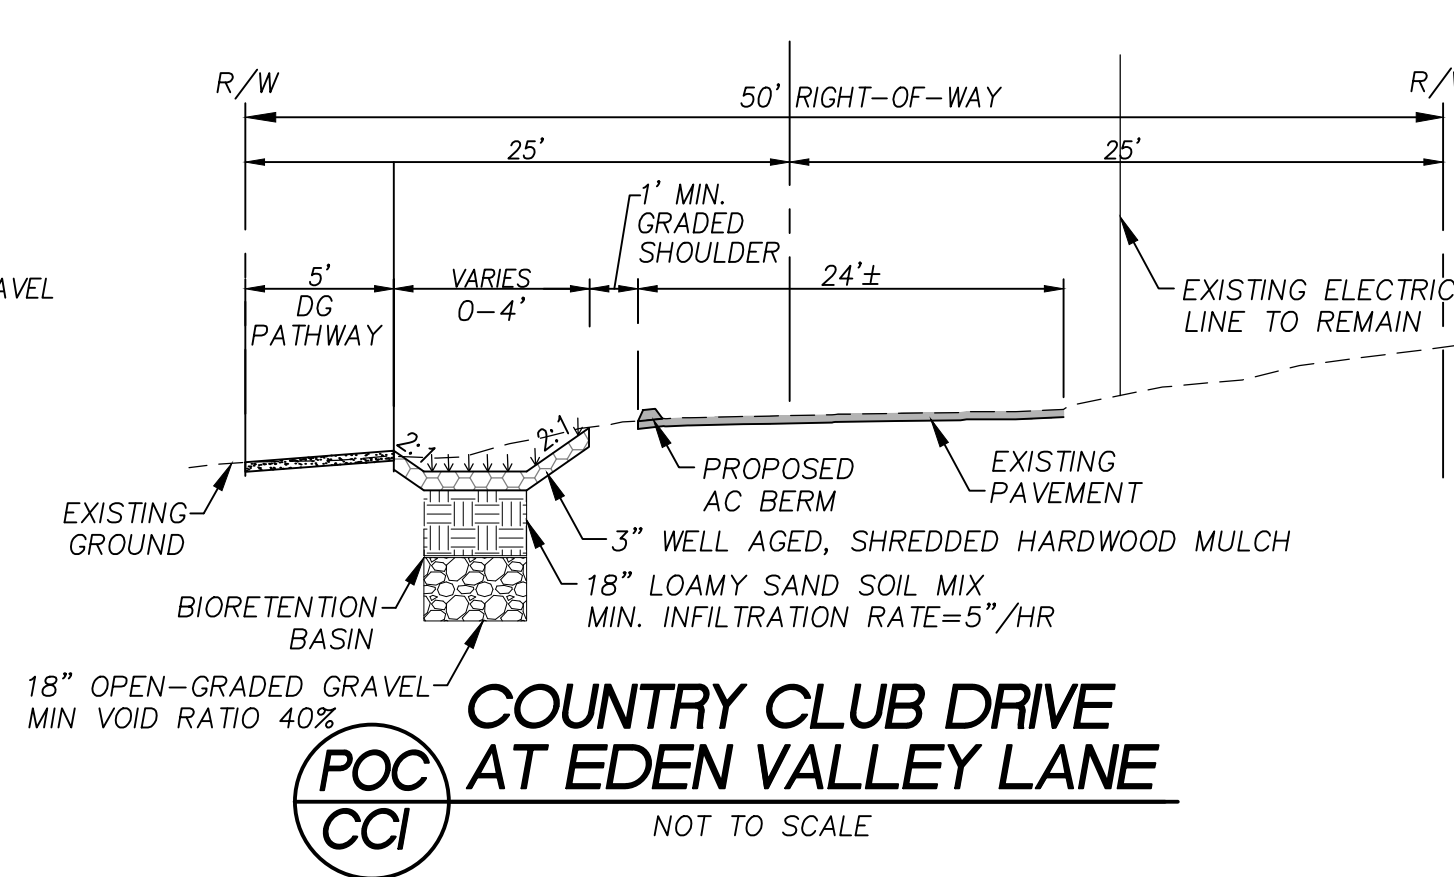 R/W
R/W
50' RIGHT-OF-WAY
25'
25'
1' MIN.
GRADED
SHOULDER
5'
DG
PATHWAY
VARIES
0-4'
24'±
AVEL
EXISTING ELECTRIC
LINE TO REMAIN
2:1
2:1
PROPOSED
AC BERM
EXISTING
PAVEMENT
EXISTING
GROUND
3" WELL AGED, SHREDDED HARDWOOD MULCH
18" LOAMY SAND SOIL MIX
MIN. INFILTRATION RATE=5"/HR
BIORETENTION
BASIN
18" OPEN-GRADED GRAVEL
MIN VOID RATIO 40%
COUNTRY CLUB DRIVE
AT EDEN VALLEY LANE
POC
CCI
NOT TO SCALE